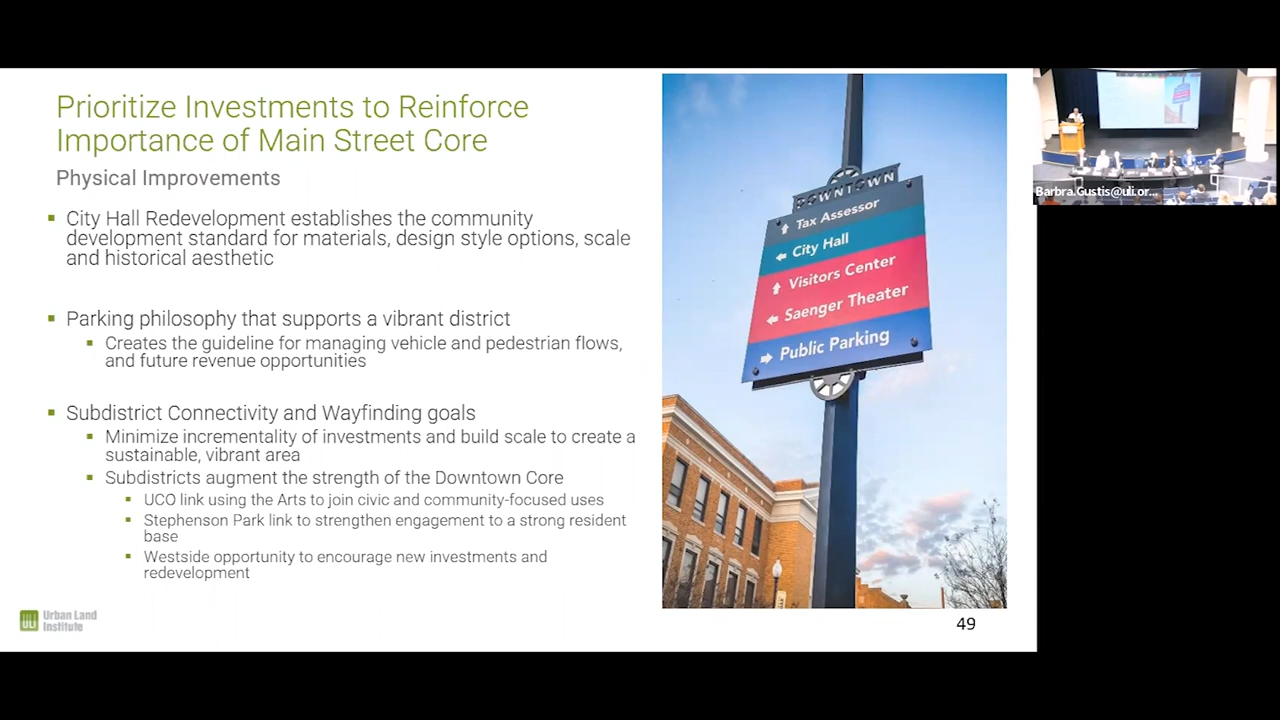 Prioritize Investments to Reinforce
Importance of Main Street Core
Physical Improvements
City Hall Redevelopment establishes the community
development standard for materials, design style options, scale
and historical aesthetic
Parking philosophy that supports a vibrant district
Creates the guideline for managing vehicle and pedestrian flows,
and future revenue opportunities
Subdistrict Connectivity and Wayfinding goals
Minimize incrementality of investments and build scale to create a
sustainable, vibrant area
Subdistricts augment the strength of the Downtown Core
UCO link using the Arts to join civic and community-focused uses
Stephenson Park link to strengthen engagement to a strong resident
base
Westside opportunity to encourage new investments and
redevelopment
ULI Urban Land
Institute
DOWNTOWN
Tax Assessor
City Hall
Visitors Center
Saenger Theater
Public Parking
49
Barbra.Gustis@uli.or...